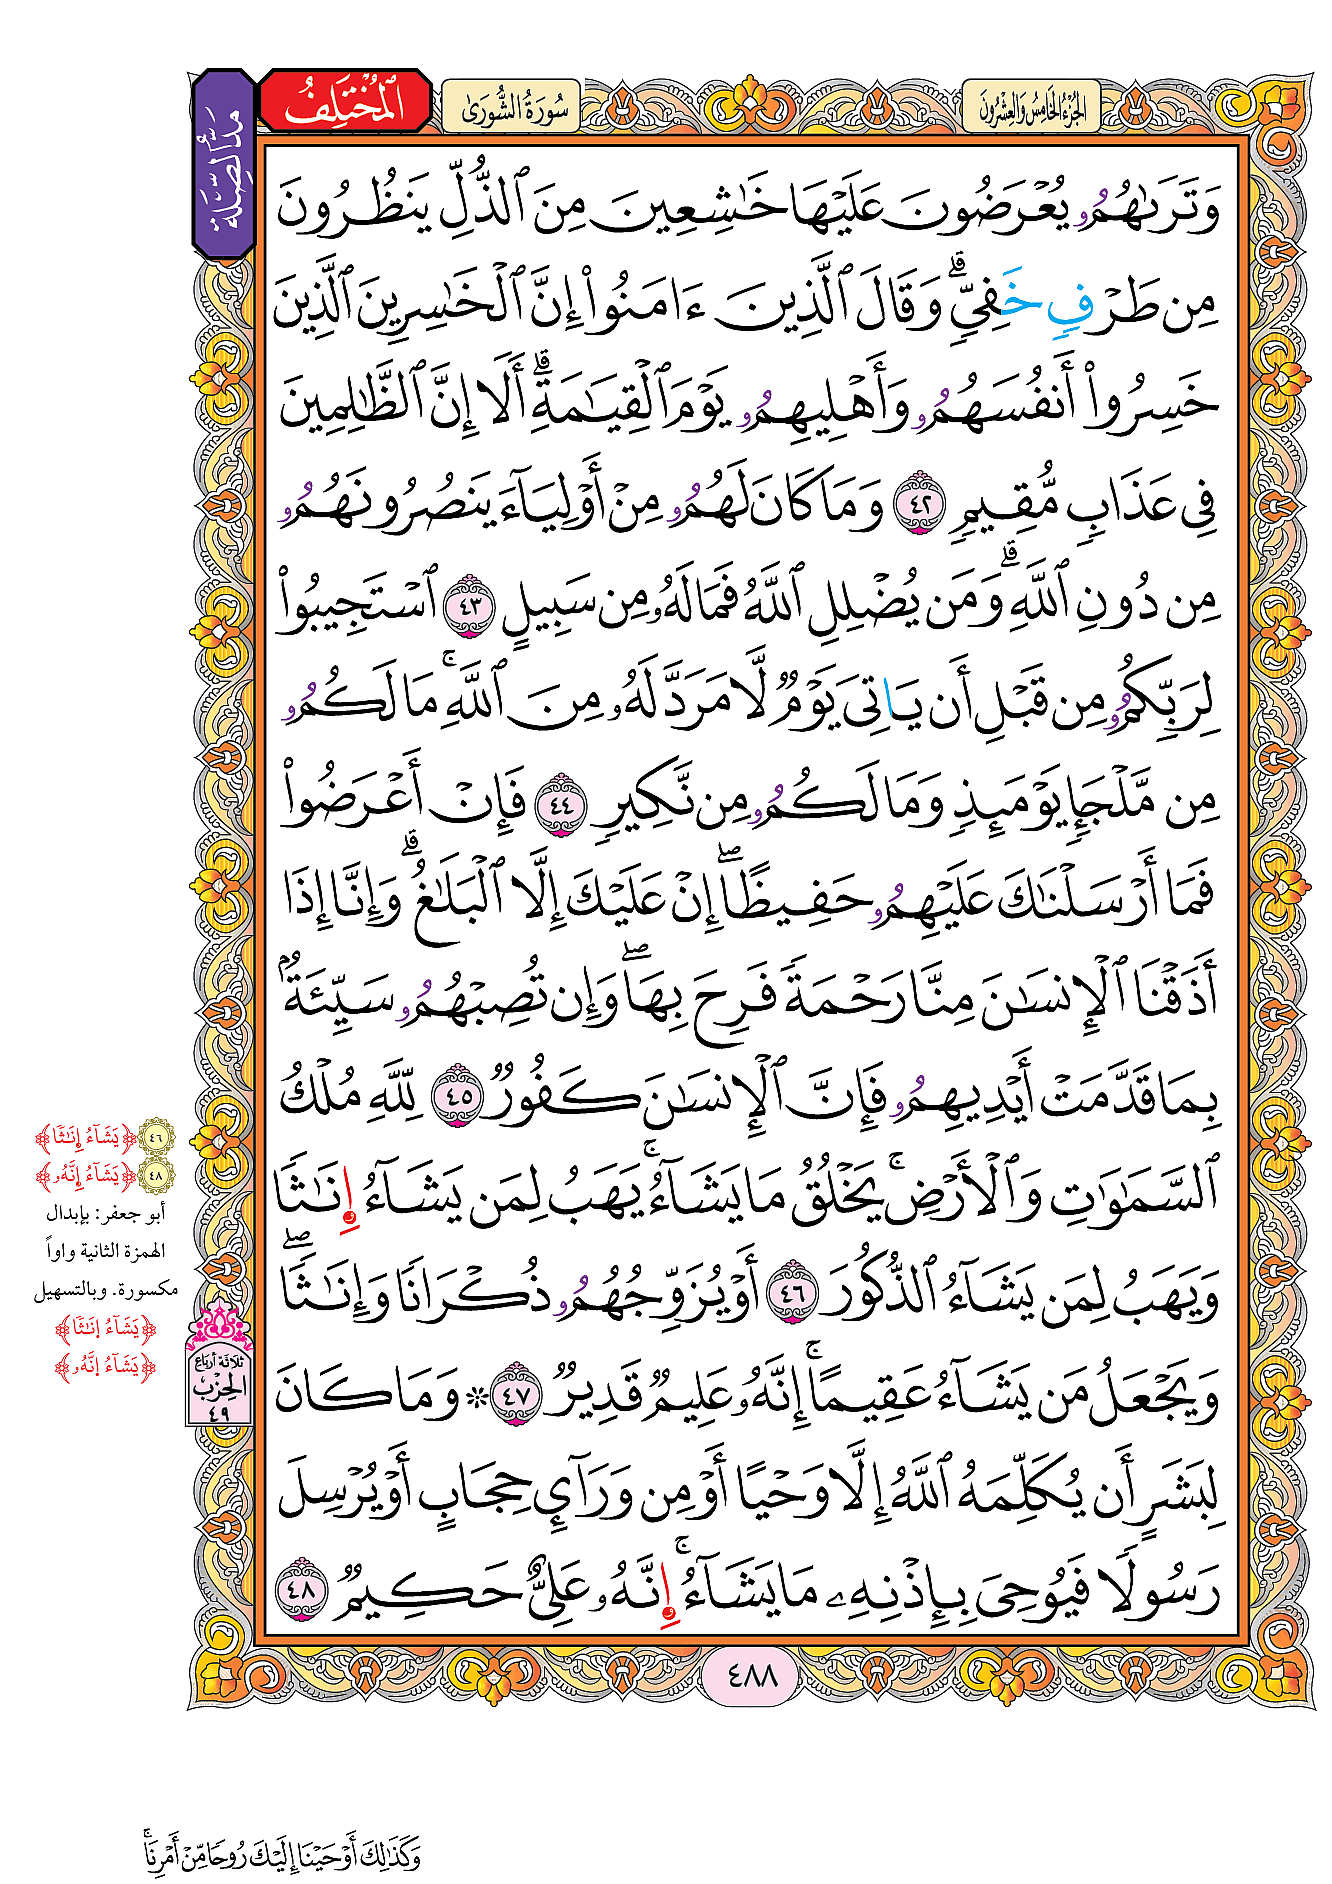 الجزء الخامس والعشرون
سورة الشورى
المختلف
مد الصلة
وَتَرَىٰهُمُۥ يُعْرَضُونَ عَلَيْهَا خَٰشِعِينَ مِنَ ٱلذُّلِّ يَنظُرُونَ
مِن طَرْفٍ خَفِيٍّۗ وَقَالَ ٱلَّذِينَ ءَامَنُوٓا۟ إِنَّ ٱلْخَٰسِرِينَ ٱلَّذِينَ
خَسِرُوٓا۟ أَنفُسَهُمُۥ وَأَهْلِيهِمُۥ يَوْمَ ٱلْقِيَٰمَةِۗ أَلَآ إِنَّ ٱلظَّٰلِمِينَ
فِى عَذَابٍ مُّقِيمٍ ٤٢ وَمَا كَانَ لَهُمُۥ مِنْ أَوْلِيَآءَ يَنصُرُونَهُمُۥ
مِن دُونِ ٱللَّهِۗ وَمَن يُضْلِلِ ٱللَّهُ فَمَا لَهُۥ مِن سَبِيلٍ ٤٣ ٱسْتَجِيبُوا۟
لِرَبِّكُمُۥ مِن قَبْلِ أَن يَاتِىَ يَوْمٌ لَّا مَرَدَّ لَهُۥ مِنَ ٱللَّهِۚ مَا لَكُمُۥ
مِن مَّلْجَإٍ يَوْمَئِذٍ وَمَا لَكُمُۥ مِن نَّكِيرٍ ٤٤ فَإِنْ أَعْرَضُوا۟
فَمَآ أَرْسَلْنَٰكَ عَلَيْهِمُۥ حَفِيظًاۖ إِنْ عَلَيْكَ إِلَّا ٱلْبَلَٰغُۗ وَإِنَّآ إِذَآ
أَذَقْنَا ٱلْإِنسَٰنَ مِنَّا رَحْمَةً فَرِحَ بِهَاۖ وَإِن تُصِبْهُمُۥ سَيِّئَةٌۢ
بِمَا قَدَّمَتْ أَيْدِيهِمُۥ فَإِنَّ ٱلْإِنسَٰنَ كَفُورٌ ٤٥ لِّلَّهِ مُلْكُ
ٱلسَّمَٰوَٰتِ وَٱلْأَرْضِۚ يَخْلُقُ مَا يَشَآءُۚ يَهَبُ لِمَن يَشَآءُ إِنَٰثًا
وَيَهَبُ لِمَن يَشَآءُ ٱلذُّكُورَ ٤٦ أَوْ يُزَوِّجُهُمُۥ ذُكْرَانًا وَإِنَٰثًاۖ
وَيَجْعَلُ مَن يَشَآءُ عَقِيمًاۚ إِنَّهُۥ عَلِيمٌ قَدِيرٌ ٤٧ ۞ وَمَا كَانَ
لِبَشَرٍ أَن يُكَلِّمَهُ ٱللَّهُ إِلَّا وَحْيًا أَوْ مِن وَرَآئِ حِجَابٍ أَوْ يُرْسِلَ
رَسُولًا فَيُوحِىَ بِإِذْنِهِۦ مَا يَشَآءُۚ إِنَّهُۥ عَلِىٌّ حَكِيمٌ ٤٨
٤٦ ﴿يَشَآءُ إِنَٰثًا﴾
٤٨ ﴿يَشَآءُ إِنَّهُۥ﴾
أبو جعفر: بإبدال
الهمزة الثانية واواً
مكسورة. وبالتسهيل
﴿يَشَآءُ إنَٰثًا﴾
﴿يَشَآءُ إنَّهُۥ﴾
ثلاثة أرباع
الحزب
٤٩
٤٨٨
وَكَذَٰلِكَ أَوْحَيْنَآ إِلَيْكَ رُوحًا مِّنْ أَمْرِنَاۚ